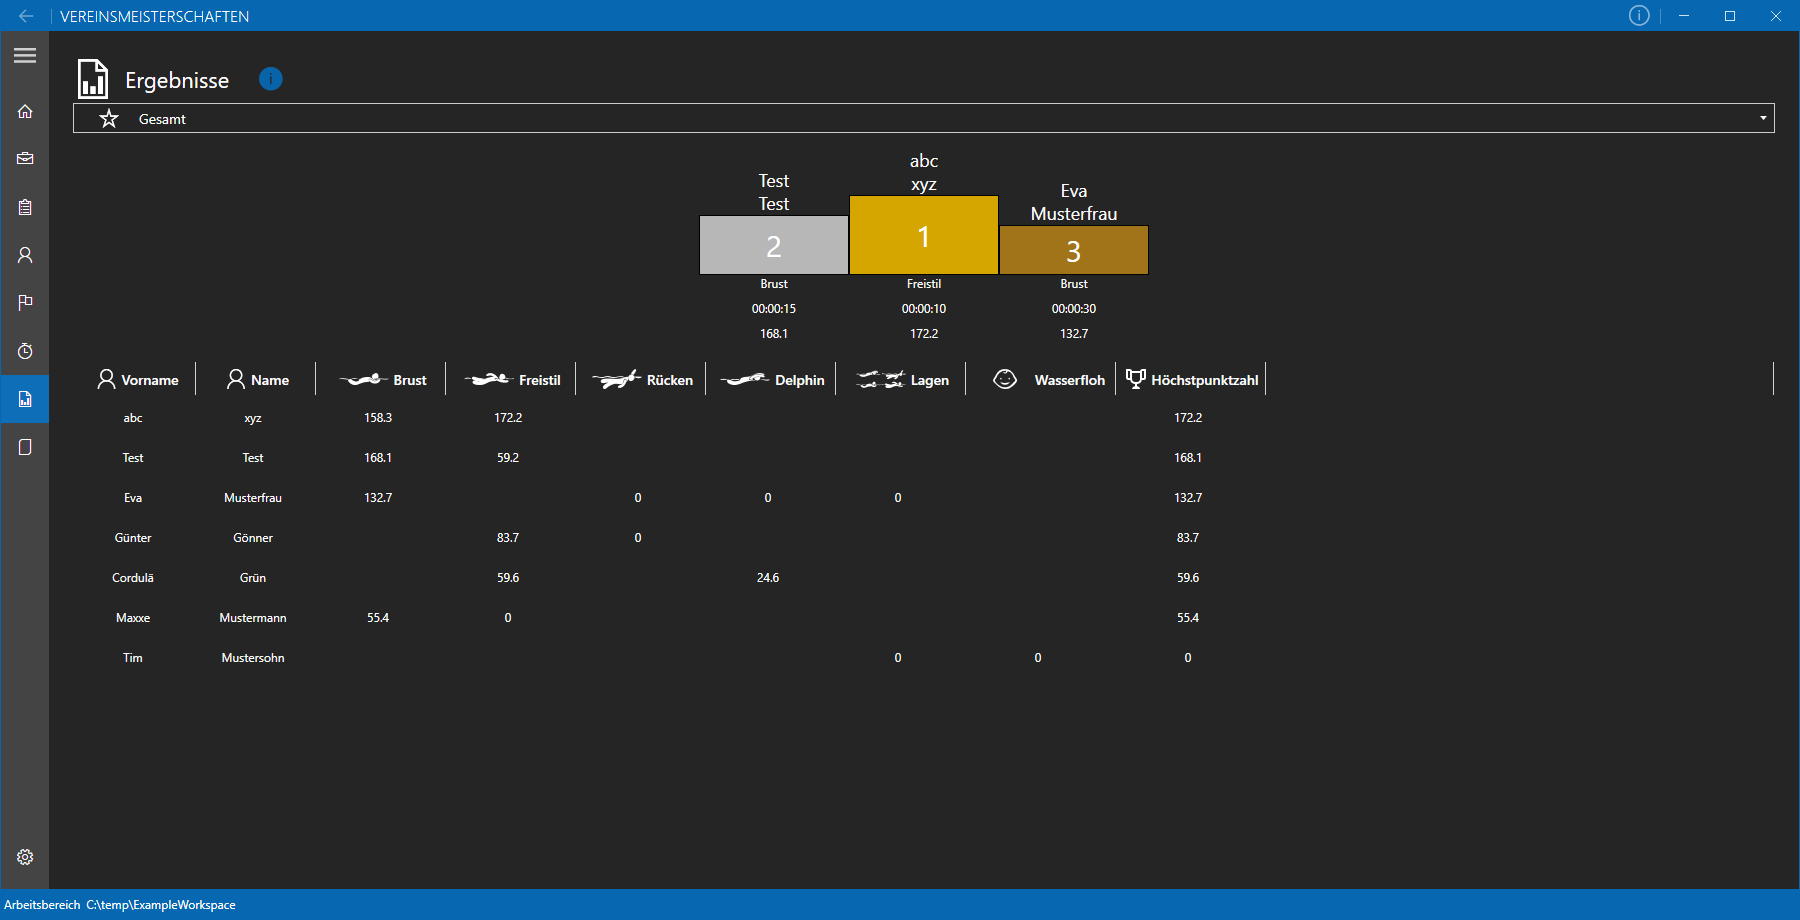 VEREINSMEISTERSCHAFTEN
Ergebnisse
Gesamt
abc
xyz
Test
Test
Eva
Musterfrau
2 1 3
Brust Freistil Brust
00:00:15 00:00:10 00:00:30
168.1 172.2 132.7
Vorname Name Brust Freistil Rücken Delphin Lagen Wasserfloh Höchstpunktzahl
abc xyz 158.3 172.2 172.2
Test Test 168.1 59.2 168.1
Eva Musterfrau 132.7 0 0 0 132.7
Günter Gönner 83.7 0 83.7
Cordulä Grün 59.6 24.6 59.6
Maxxe Mustermann 55.4 0 55.4
Tim Mustersohn 0 0 0
Arbeitsbereich C:\temp\ExampleWorkspace